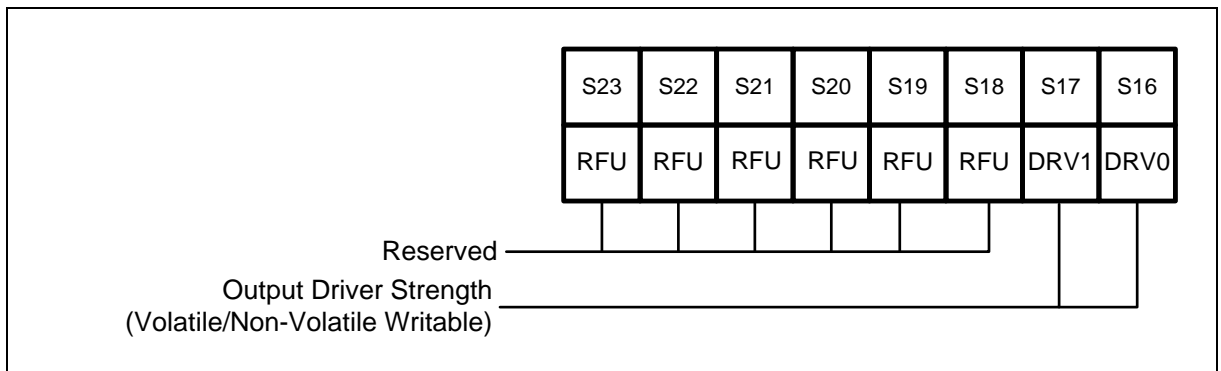 S23 S22 S21 S20 S19 S18 S17 S16
RFU RFU RFU RFU RFU RFU DRV1 DRV0
Reserved
Output Driver Strength
(Volatile/Non-Volatile Writable)